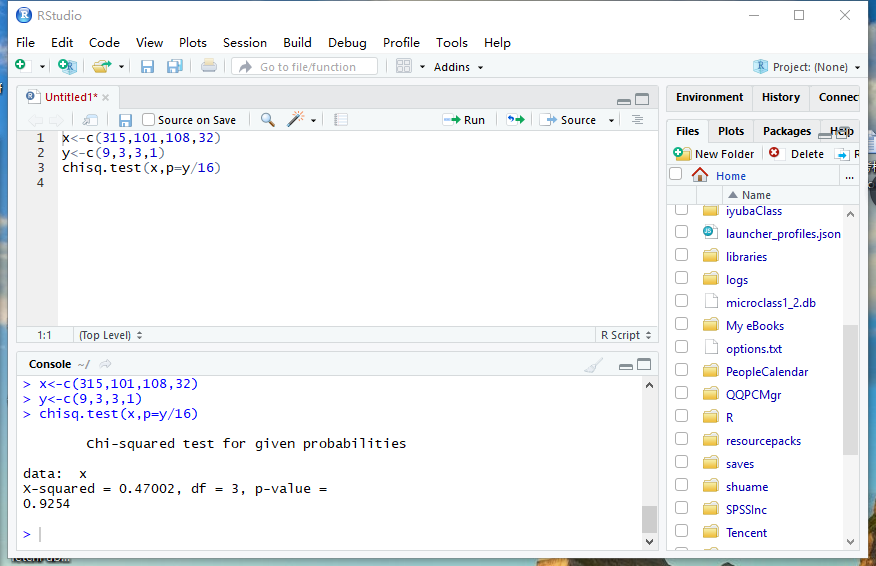 RStudio
File Edit Code View Plots Session Build Debug Profile Tools Help
Go to file/function Addins Project: (None)
Untitled1*
Source on Save Run Source
1 x<-c(315,101,108,32)
2 y<-c(9,3,3,1)
3 chisq.test(x,p=y/16)
4
1:1 (Top Level) R Script
Console ~/
> x<-c(315,101,108,32)
> y<-c(9,3,3,1)
> chisq.test(x,p=y/16)
Chi-squared test for given probabilities
data: x
X-squared = 0.47002, df = 3, p-value =
0.9254
>
Environment History Connec
Files Plots Packages Help
New Folder Delete R
Home ...
Name
iyubaClass
launcher_profiles.json
libraries
logs
microclass1_2.db
My eBooks
options.txt
PeopleCalendar
QQPCMgr
R
resourcepacks
saves
shuame
SPSSInc
Tencent